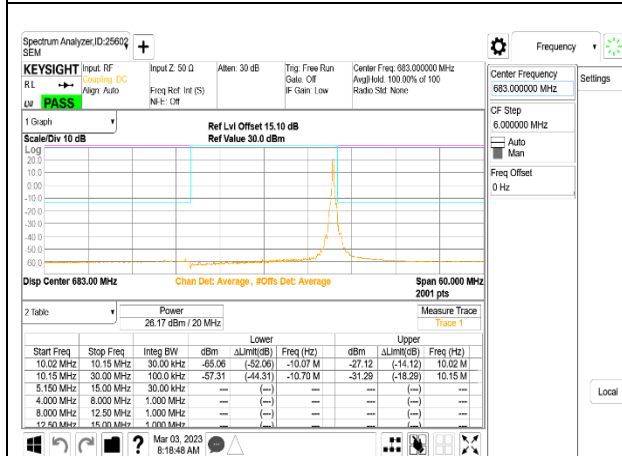 Spectrum Analyzer,ID:25602
SEM
+
Frequency
KEYSIGHT Input: RF Input Z: 50 Ω Atten: 30 dB Trig: Free Run Center Freq: 683.000000 MHz
RL Coupling: DC Gate: Off Avg|Hold: 100.00% of 100
Align: Auto Freq Ref: Int (S) IF Gain: Low Radio Std: None
NFE: Off
PASS
Center Frequency
683.000000 MHz
Settings
CF Step
6.000000 MHz
Auto
Man
Freq Offset
0 Hz
1 Graph
Ref Lvl Offset 15.10 dB
Scale/Div 10 dB Ref Value 30.0 dBm
Log
20.0
10.0
0.00
-10.0
-20.0
-30.0
-40.0
-50.0
-60.0
Disp Center 683.00 MHz Chan Det: Average, #Offs Det: Average Span 60.000 MHz
2001 pts
2 Table Power Measure Trace
26.17 dBm / 20 MHz Trace 1
Lower Upper
Start Freq Stop Freq Integ BW dBm ΔLimit(dB) Freq (Hz) dBm ΔLimit(dB) Freq (Hz)
10.02 MHz 10.15 MHz 30.00 kHz -65.06 (-52.06) -10.07 M -27.12 (-14.12) 10.02 M
10.15 MHz 30.00 MHz 100.0 kHz -57.31 (-44.31) -10.70 M -31.29 (-18.29) 10.15 M
5.150 MHz 15.00 MHz 30.00 kHz --- (---) --- (---)
4.000 MHz 8.000 MHz 1.000 MHz --- (---) --- (---)
8.000 MHz 12.50 MHz 1.000 MHz --- (---) --- (---)
12.50 MHz 15.00 MHz 1.000 MHz --- (---) --- (---)
Local
? Mar 03, 2023
8:18:48 AM